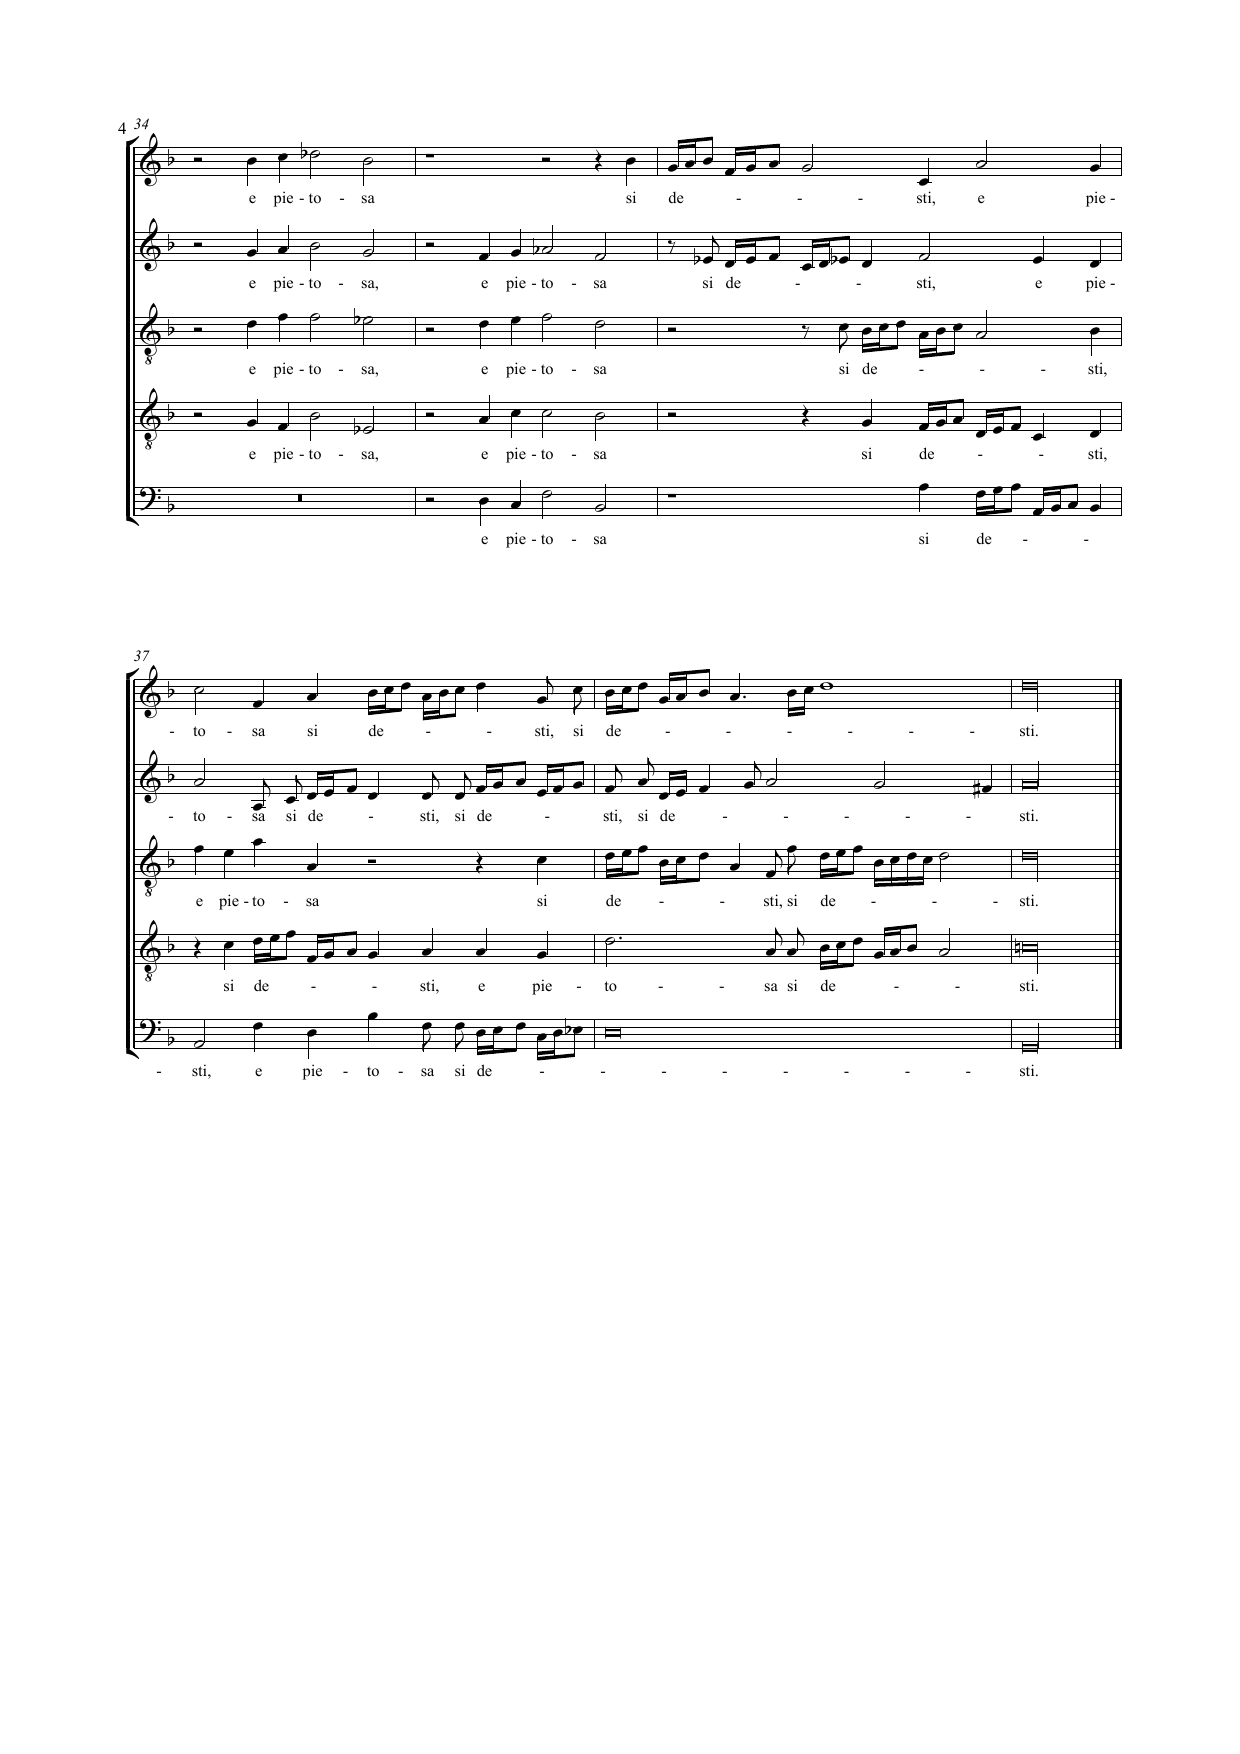 4 34
e pie - to - sa si de - - - sti, e pie -
e pie - to - sa, e pie - to - sa si de - - sti, e pie -
e pie - to - sa, e pie - to - sa si de - - - sti,
e pie - to - sa, e pie - to - sa si de - - sti,
e pie - to - sa si de - -
37
- to - sa si de - - sti, si de - - - - - - sti.
- to - sa si de - sti, si de - sti, si de - - - - - sti.
e pie - to - sa si de - - sti, si de - - - sti.
si de - - sti, e pie - to - - sa si de - - sti.
- sti, e pie - to - sa si de - - - - - - - - sti.